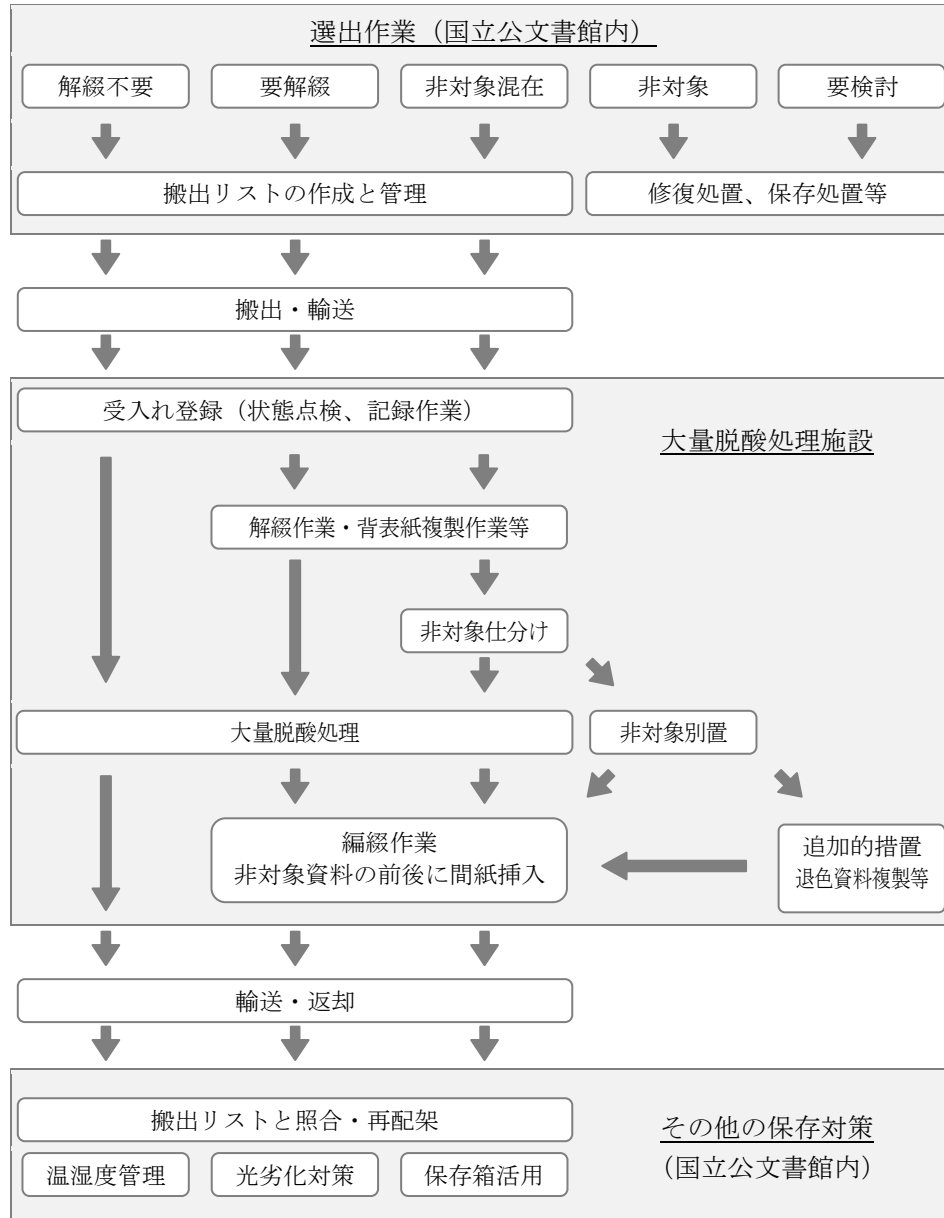 選出作業（国立公文書館内）
解綴不要
要解綴
非対象混在
非対象
要検討
搬出リストの作成と管理
修復処置、保存処置等
搬出・輸送
受入れ登録（状態点検、記録作業）
大量脱酸処理施設
解綴作業・背表紙複製作業等
非対象仕分け
大量脱酸処理
非対象別置
編綴作業
非対象資料の前後に間紙挿入
追加的措置
退色資料複製等
輸送・返却
搬出リストと照合・再配架
その他の保存対策
（国立公文書館内）
温湿度管理
光劣化対策
保存箱活用